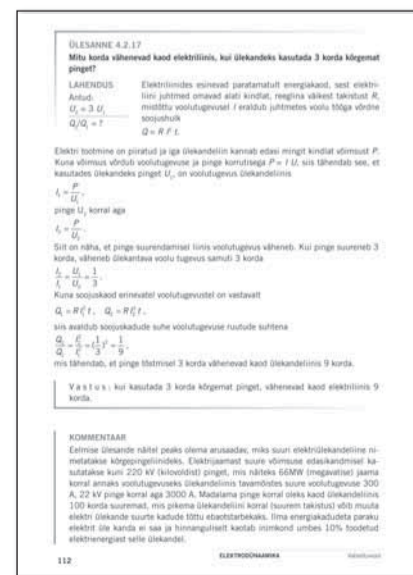 ÜLESANNE 4.2.17
Mitu korda vähenevad kaod elektriliinis, kui ülekandeks kasutada 3 korda kõrgemat
pinget?
LAHENDUS
Antud:
U₂ = 3 U₁
Q₂/Q₁ = ?
Elektriliinides esinevad paratamatult energiakaod, sest elektri-
liini juhtmed omavad alati kindlat, reeglina väikest takistust R,
mistõttu voolutugevusel I eraldub juhtmetes voolu tööga võrdne
soojushulk
Q = R I² t.
Elektri tootmine on piiratud ja iga ülekandeliin kannab edasi mingit kindlat võimsust P.
Kuna võimsus võrdub voolutugevuse ja pinge korrutisega P = I U, siis tähendab see, et
kasutades ülekandeks pinget U₁, on voolutugevus ülekandeliinis
I₁ = P/U₁ ,
pinge U₂ korral aga
I₂ = P/U₂ .
Siit on näha, et pinge suurendamisel liinis voolutugevus väheneb. Kui pinge suureneb 3
korda, väheneb ülekantava voolu tugevus samuti 3 korda
I₂/I₁ = U₁/U₂ = 1/3 .
Kuna soojuskaod erinevatel voolutugevustel on vastavalt
Q₁ = R I₁² t , Q₂ = R I₂² t ,
siis avaldub soojuskadude suhe voolutugevuse ruutude suhtena
Q₂/Q₁ = I₂²/I₁² = (1/3)² = 1/9 ,
mis tähendab, et pinge tõstmisel 3 korda vähenevad kaod ülekandeliinis 9 korda.
Vastus: kui kasutada 3 korda kõrgemat pinget, vähenevad kaod elektriliinis 9
korda.
KOMMENTAAR
Eelmise ülesande näitel peaks olema arusaadav, miks suuri elektriülekandeliine ni-
metatakse kõrgepingeliinideks. Elektrijaamast suure võimsuse edasikandmisel ka-
sutatakse kuni 220 kV (kilovoldist) pinget, mis näiteks 66MW (megavatise) jaama
korral annaks voolutugevuseks ülekandeliinis tavamõistes suure voolutugevuse 300
A, 22 kV pinge korral aga 3000 A. Madalama pinge korral oleks kaod ülekandeliinis
100 korda suuremad, mis pikema ülekandeliini korral (suurem takistus) võib muuta
elektri ülekande suurte kadude tõttu ebaotstarbekaks. Ilma energiakadudeta paraku
elektrit üle kanda ei saa ja hinnanguliselt kaotab inimkond umbes 10% toodetud
elektrienergiast selle ülekandel.
112
ELEKTRODÜNAAMIKA